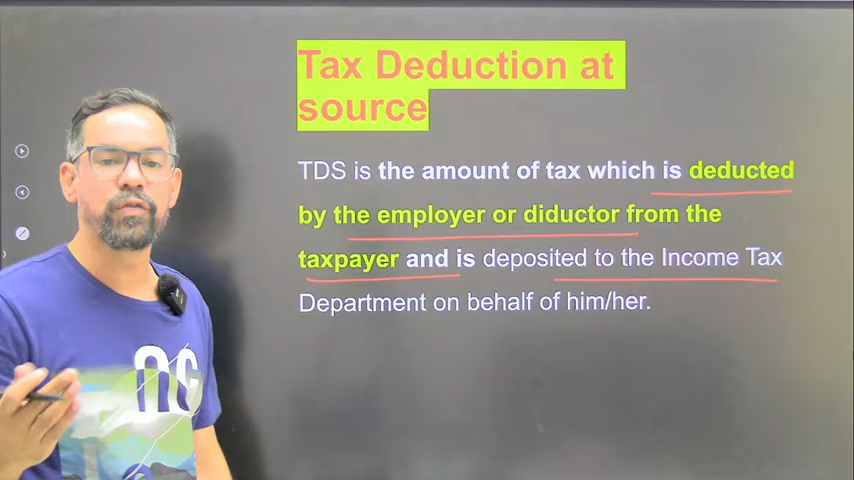 Tax Deduction at
source
TDS is the amount of tax which is deducted
by the employer or diductor from the
taxpayer and is deposited to the Income Tax
Department on behalf of him/her.